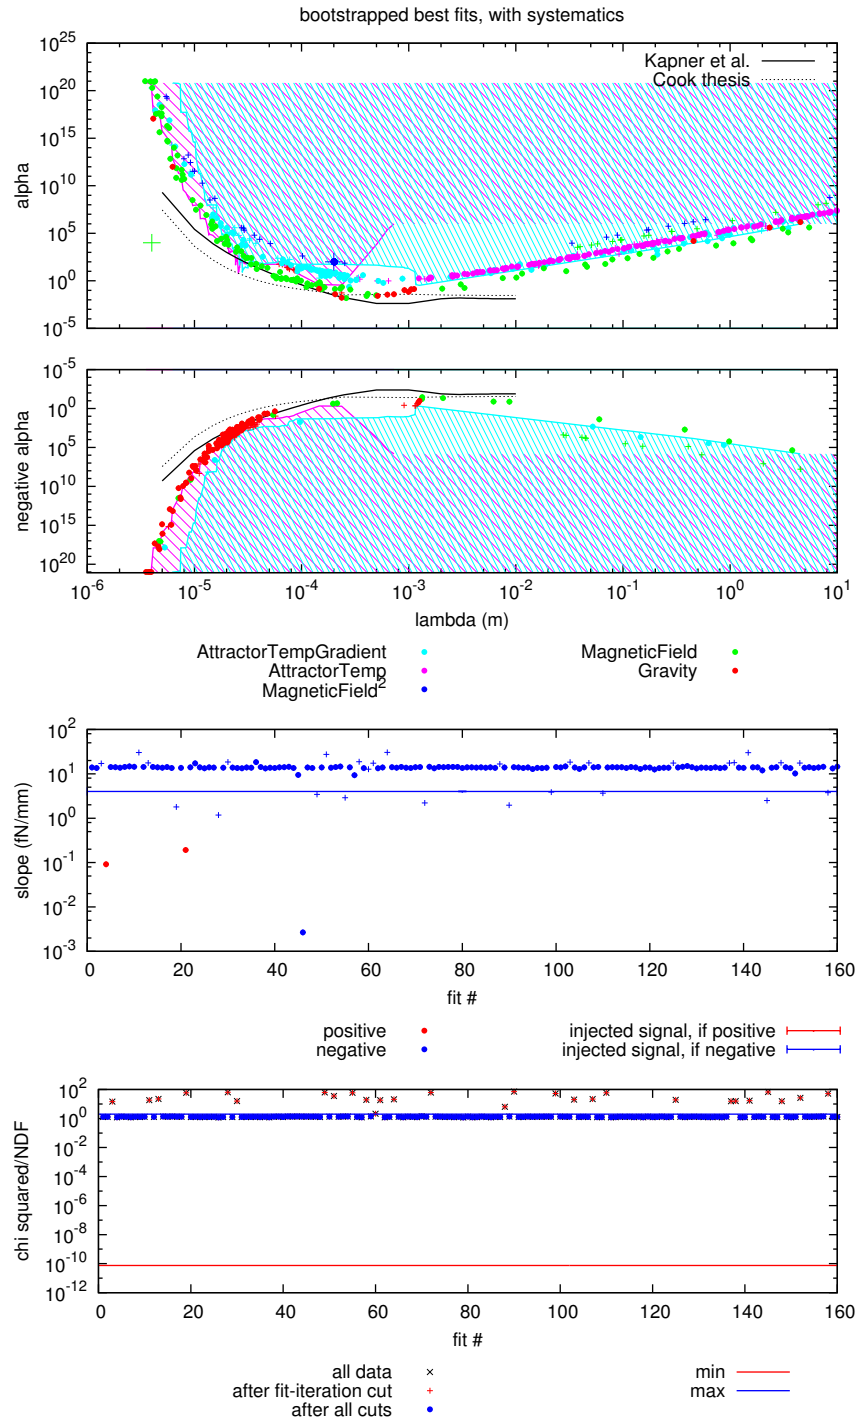 bootstrapped best fits, with systematics
10^25
10^20
10^15
10^10
10^5
10^0
10^-5
alpha
Kapner et al.
Cook thesis
10^-5
10^0
10^5
10^10
10^15
10^20
negative alpha
10^-6
10^-5
10^-4
10^-3
10^-2
10^-1
10^0
10^1
lambda (m)
AttractorTempGradient
AttractorTemp
MagneticField^2
MagneticField
Gravity
10^2
10^1
10^0
10^-1
10^-2
10^-3
slope (fN/mm)
0 20 40 60 80 100 120 140 160
fit #
positive
negative
injected signal, if positive
injected signal, if negative
10^2
10^0
10^-2
10^-4
10^-6
10^-8
10^-10
10^-12
chi squared/NDF
0 20 40 60 80 100 120 140 160
fit #
all data
after fit-iteration cut
after all cuts
min
max